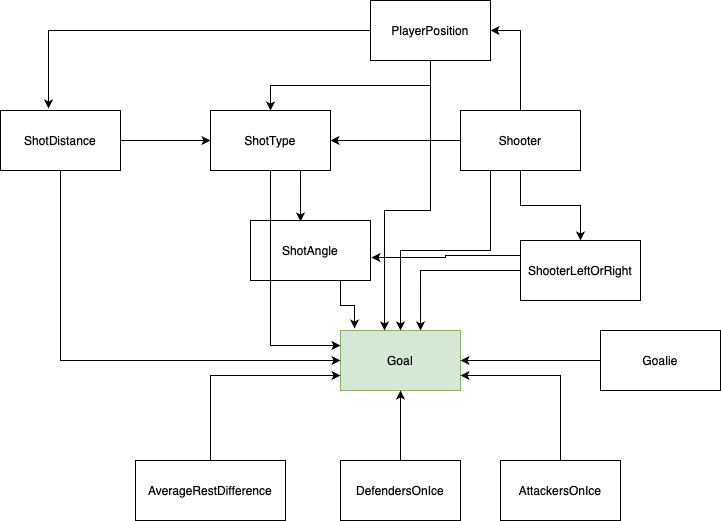 PlayerPosition
ShotDistance
ShotType
Shooter
ShotAngle
ShooterLeftOrRight
Goal
Goalie
AverageRestDifference
DefendersOnIce
AttackersOnIce